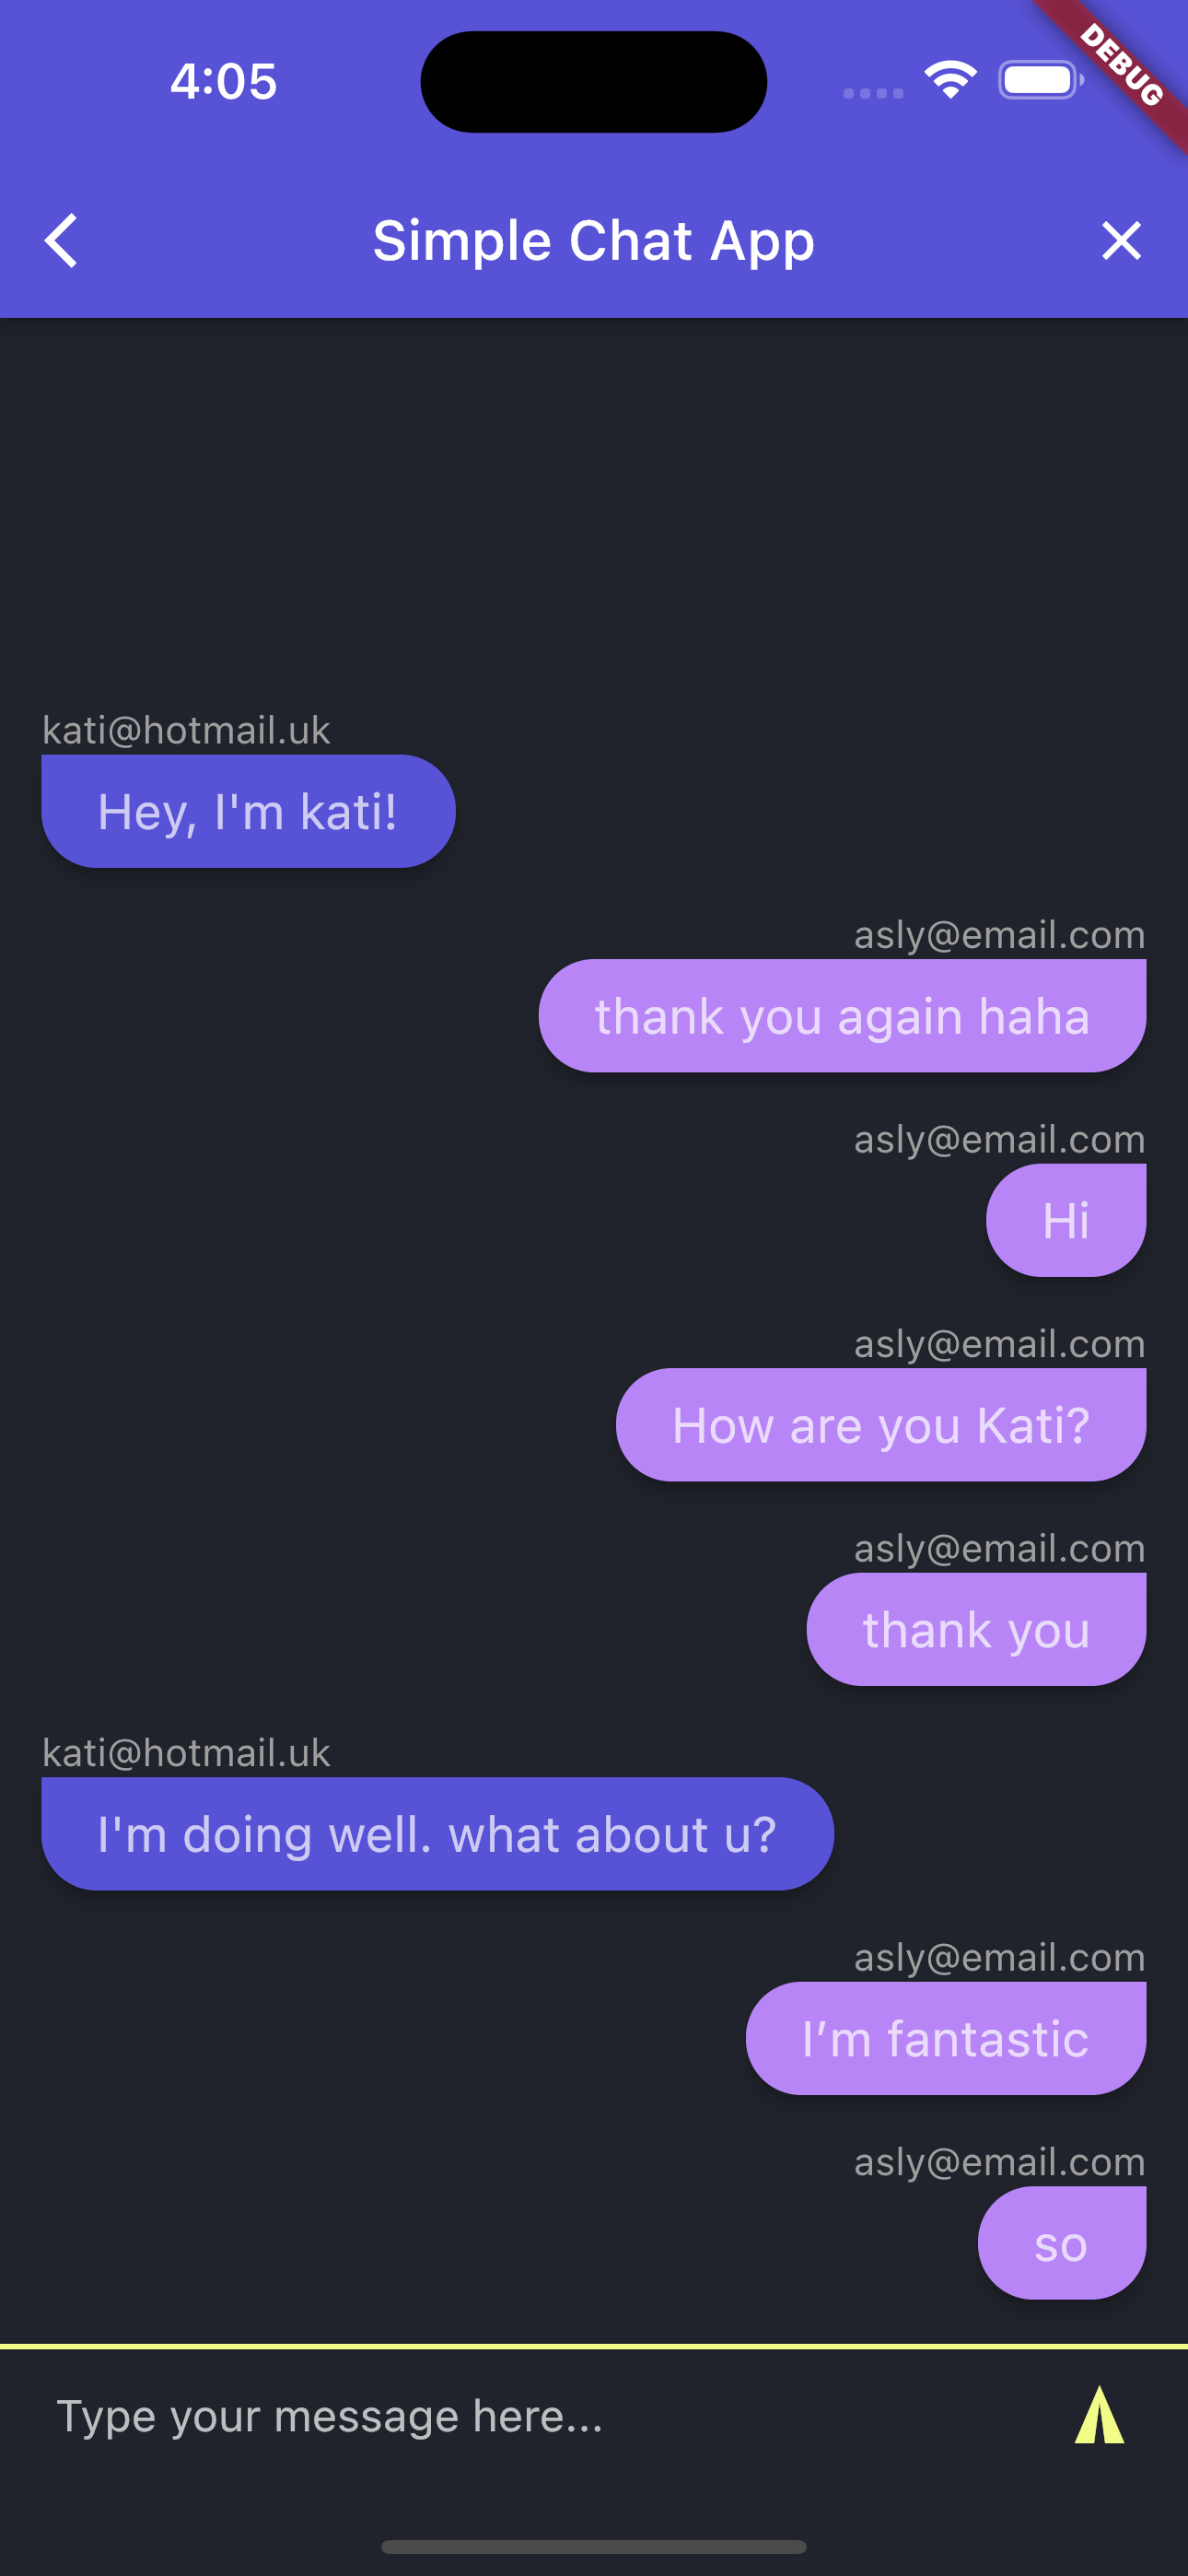 4:05
DEBUG
Simple Chat App
kati@hotmail.uk
Hey, I'm kati!
asly@email.com
thank you again haha
asly@email.com
Hi
asly@email.com
How are you Kati?
asly@email.com
thank you
kati@hotmail.uk
I'm doing well. what about u?
asly@email.com
I’m fantastic
asly@email.com
so
Type your message here...